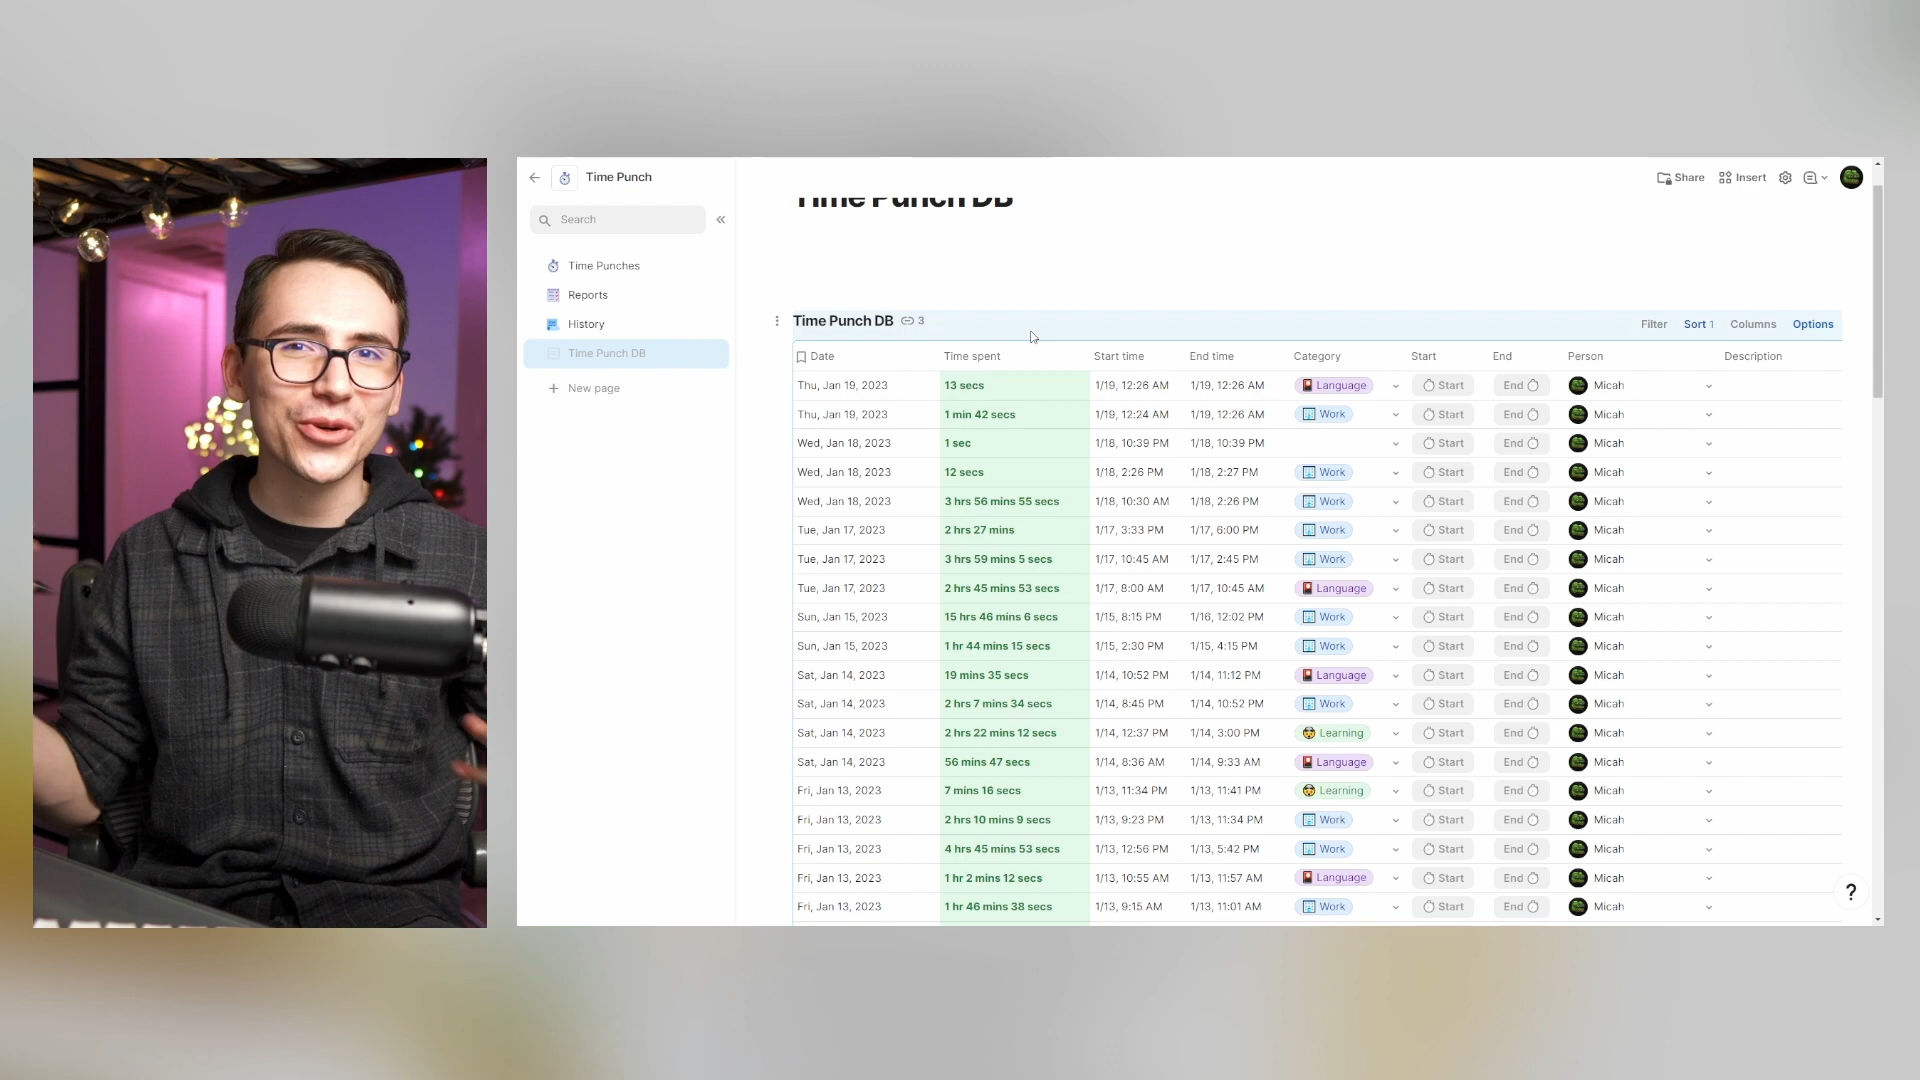 Time Punch
Share Insert
Time Punch DB
Search
Time Punches
Reports
History
Time Punch DB
New page
Time Punch DB 3
Filter Sort 1 Columns Options
Date Time spent Start time End time Category Start End Person Description
Thu, Jan 19, 2023 13 secs 1/19, 12:26 AM 1/19, 12:26 AM Language Start End Micah
Thu, Jan 19, 2023 1 min 42 secs 1/19, 12:24 AM 1/19, 12:26 AM Work Start End Micah
Wed, Jan 18, 2023 1 sec 1/18, 10:39 PM 1/18, 10:39 PM Start End Micah
Wed, Jan 18, 2023 12 secs 1/18, 2:26 PM 1/18, 2:27 PM Work Start End Micah
Wed, Jan 18, 2023 3 hrs 56 mins 55 secs 1/18, 10:30 AM 1/18, 2:26 PM Work Start End Micah
Tue, Jan 17, 2023 2 hrs 27 mins 1/17, 3:33 PM 1/17, 6:00 PM Work Start End Micah
Tue, Jan 17, 2023 3 hrs 59 mins 5 secs 1/17, 10:45 AM 1/17, 2:45 PM Work Start End Micah
Tue, Jan 17, 2023 2 hrs 45 mins 53 secs 1/17, 8:00 AM 1/17, 10:45 AM Language Start End Micah
Sun, Jan 15, 2023 15 hrs 46 mins 6 secs 1/15, 8:15 PM 1/16, 12:02 PM Work Start End Micah
Sun, Jan 15, 2023 1 hr 44 mins 15 secs 1/15, 2:30 PM 1/15, 4:15 PM Work Start End Micah
Sat, Jan 14, 2023 19 mins 35 secs 1/14, 10:52 PM 1/14, 11:12 PM Language Start End Micah
Sat, Jan 14, 2023 2 hrs 7 mins 34 secs 1/14, 8:45 PM 1/14, 10:52 PM Work Start End Micah
Sat, Jan 14, 2023 2 hrs 22 mins 12 secs 1/14, 12:37 PM 1/14, 3:00 PM Learning Start End Micah
Sat, Jan 14, 2023 56 mins 47 secs 1/14, 8:36 AM 1/14, 9:33 AM Language Start End Micah
Fri, Jan 13, 2023 7 mins 16 secs 1/13, 11:34 PM 1/13, 11:41 PM Learning Start End Micah
Fri, Jan 13, 2023 2 hrs 10 mins 9 secs 1/13, 9:23 PM 1/13, 11:34 PM Work Start End Micah
Fri, Jan 13, 2023 4 hrs 45 mins 53 secs 1/13, 12:56 PM 1/13, 5:42 PM Work Start End Micah
Fri, Jan 13, 2023 1 hr 2 mins 12 secs 1/13, 10:55 AM 1/13, 11:57 AM Language Start End Micah
Fri, Jan 13, 2023 1 hr 46 mins 38 secs 1/13, 9:15 AM 1/13, 11:01 AM Work Start End Micah
?